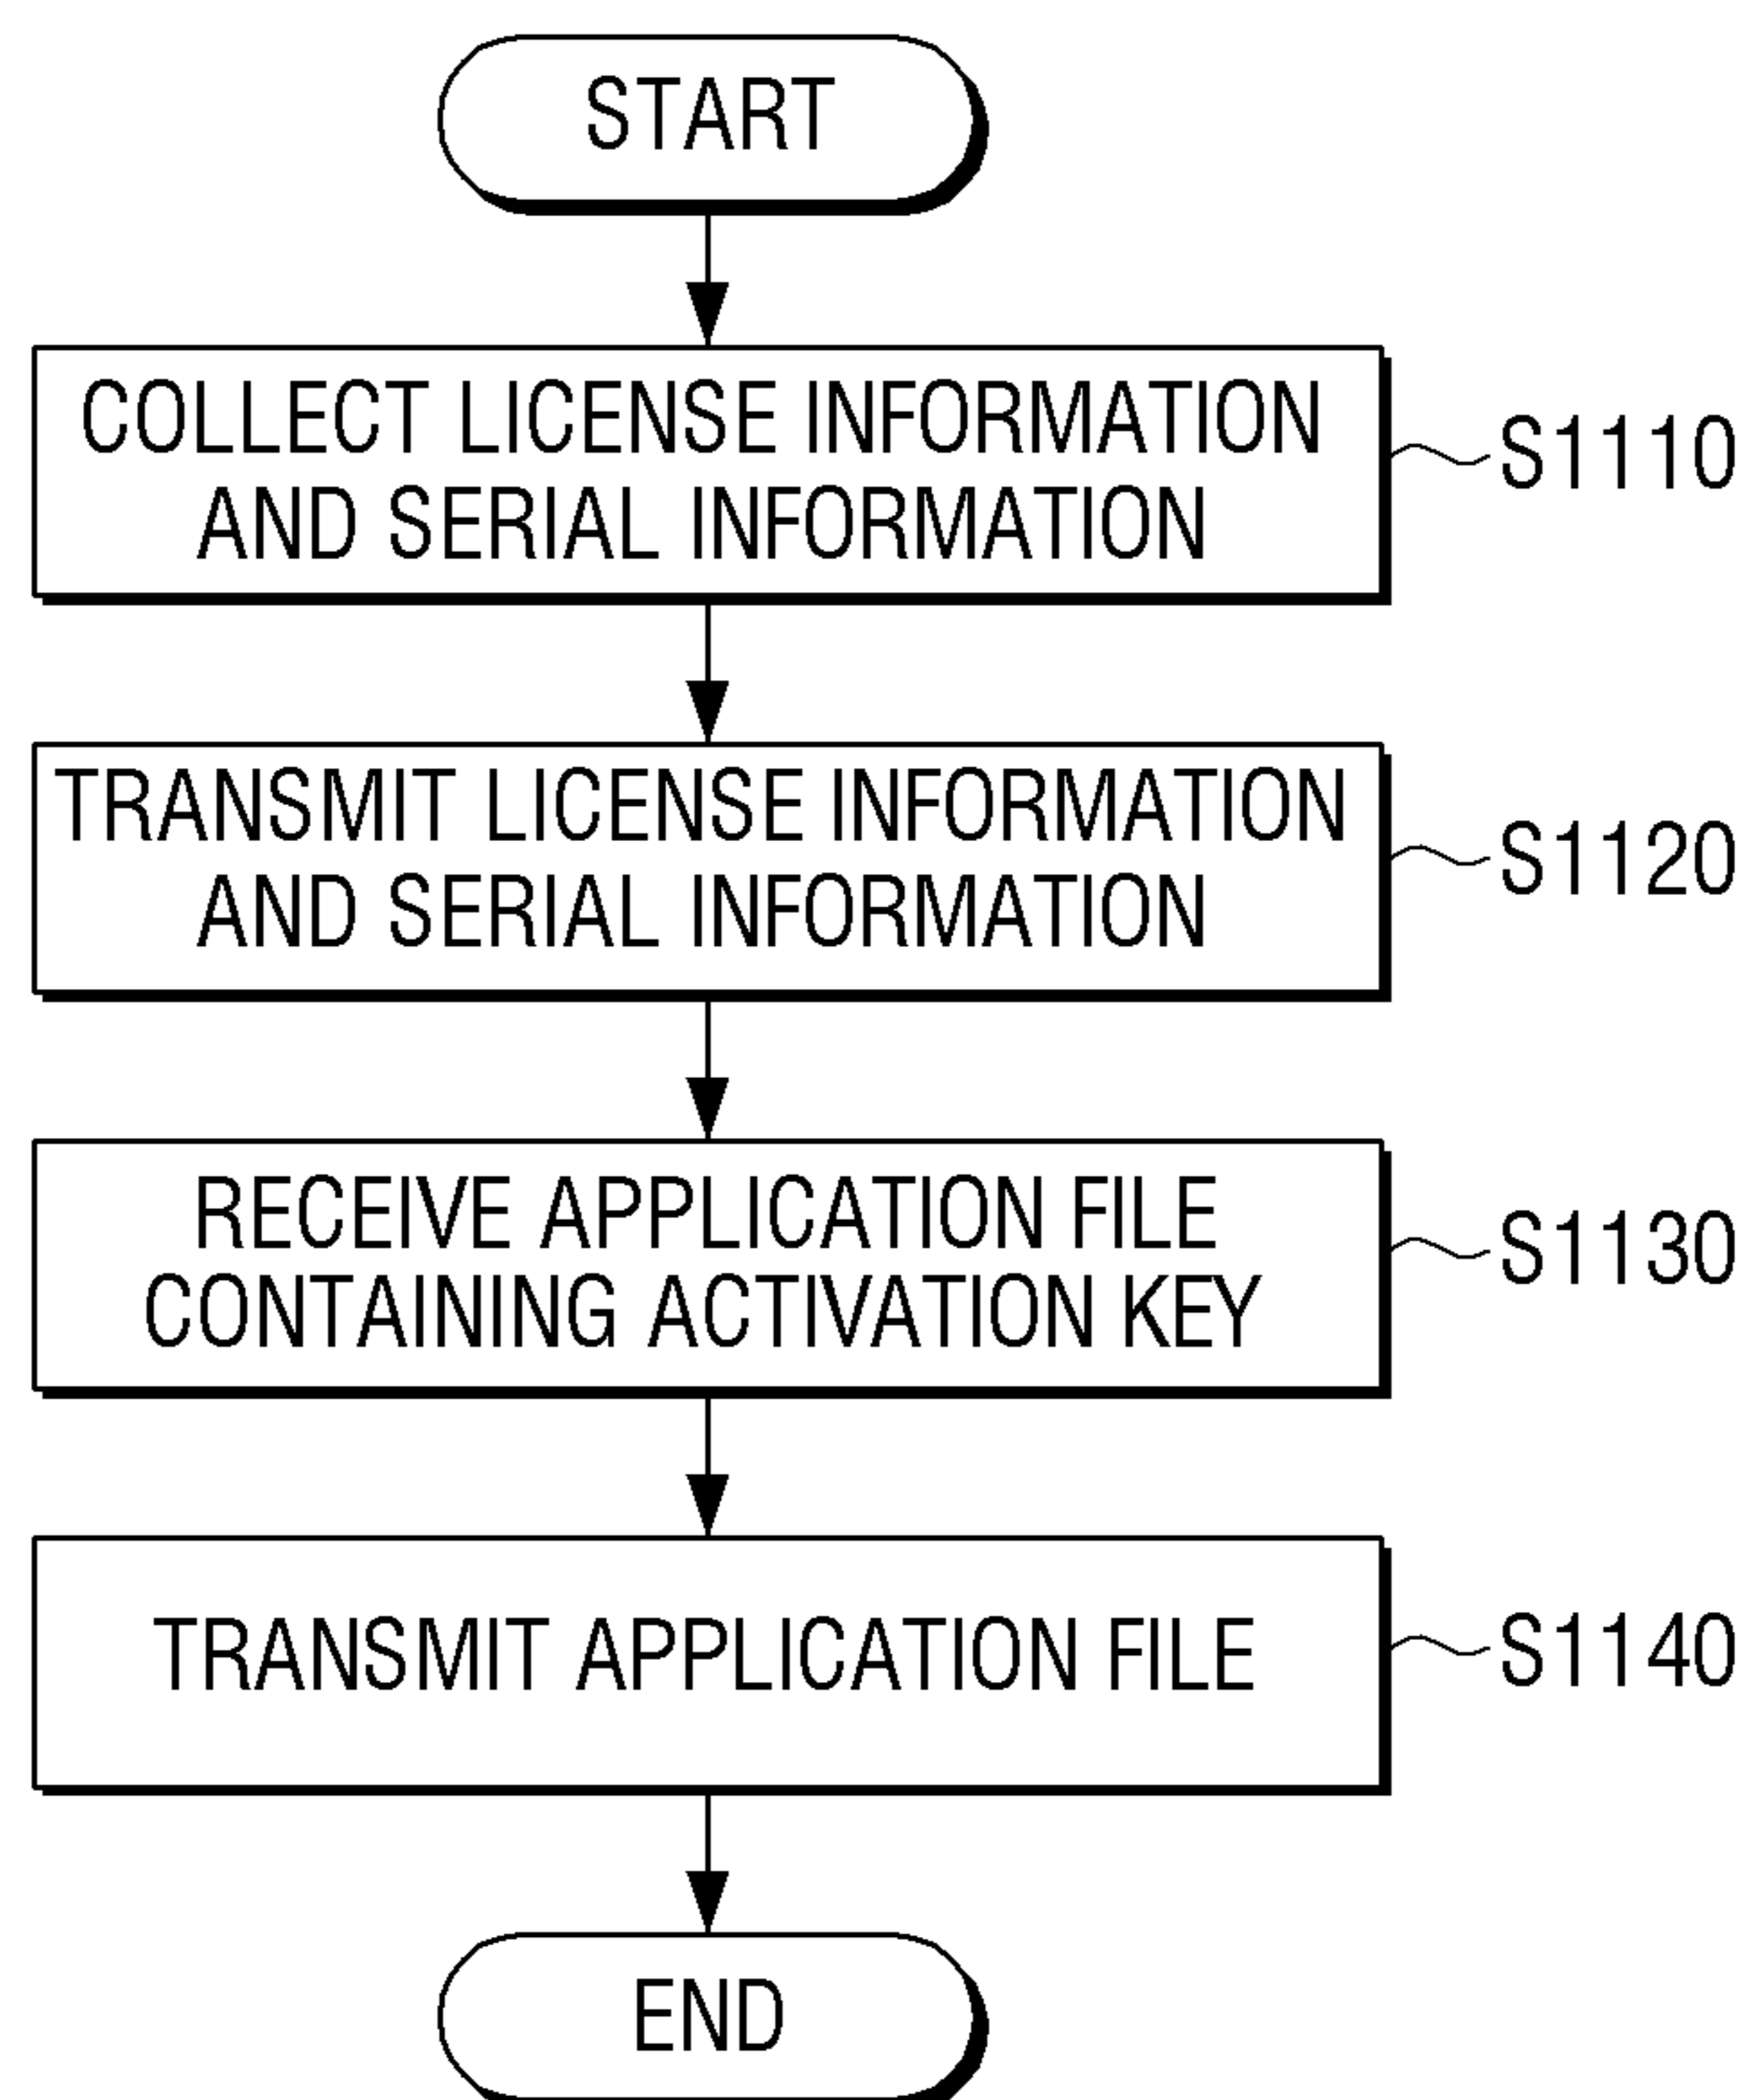 START
COLLECT LICENSE INFORMATION
AND SERIAL INFORMATION
S1110
TRANSMIT LICENSE INFORMATION
AND SERIAL INFORMATION
S1120
RECEIVE APPLICATION FILE
CONTAINING ACTIVATION KEY
S1130
TRANSMIT APPLICATION FILE
S1140
END